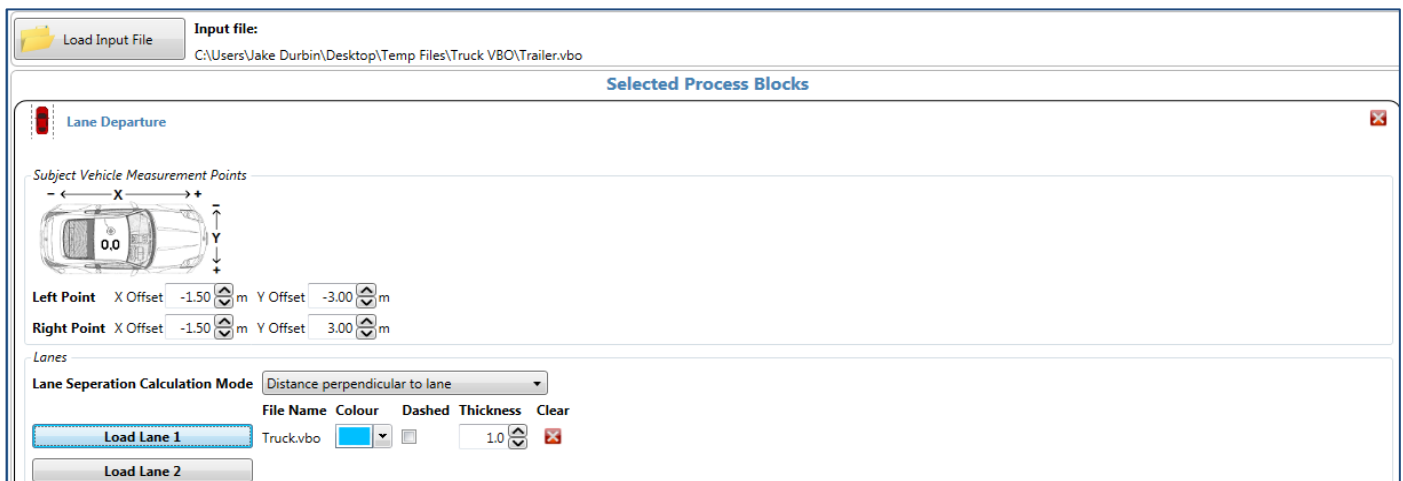 Load Input File
Input file:
C:\Users\Jake Durbin\Desktop\Temp Files\Truck VBO\Trailer.vbo
Selected Process Blocks
Lane Departure
Subject Vehicle Measurement Points
- X +
-
0,0
Y
+
Left Point X Offset -1.50 m Y Offset -3.00 m
Right Point X Offset -1.50 m Y Offset 3.00 m
Lanes
Lane Seperation Calculation Mode Distance perpendicular to lane
File Name Colour Dashed Thickness Clear
Load Lane 1 Truck.vbo 1.0
Load Lane 2